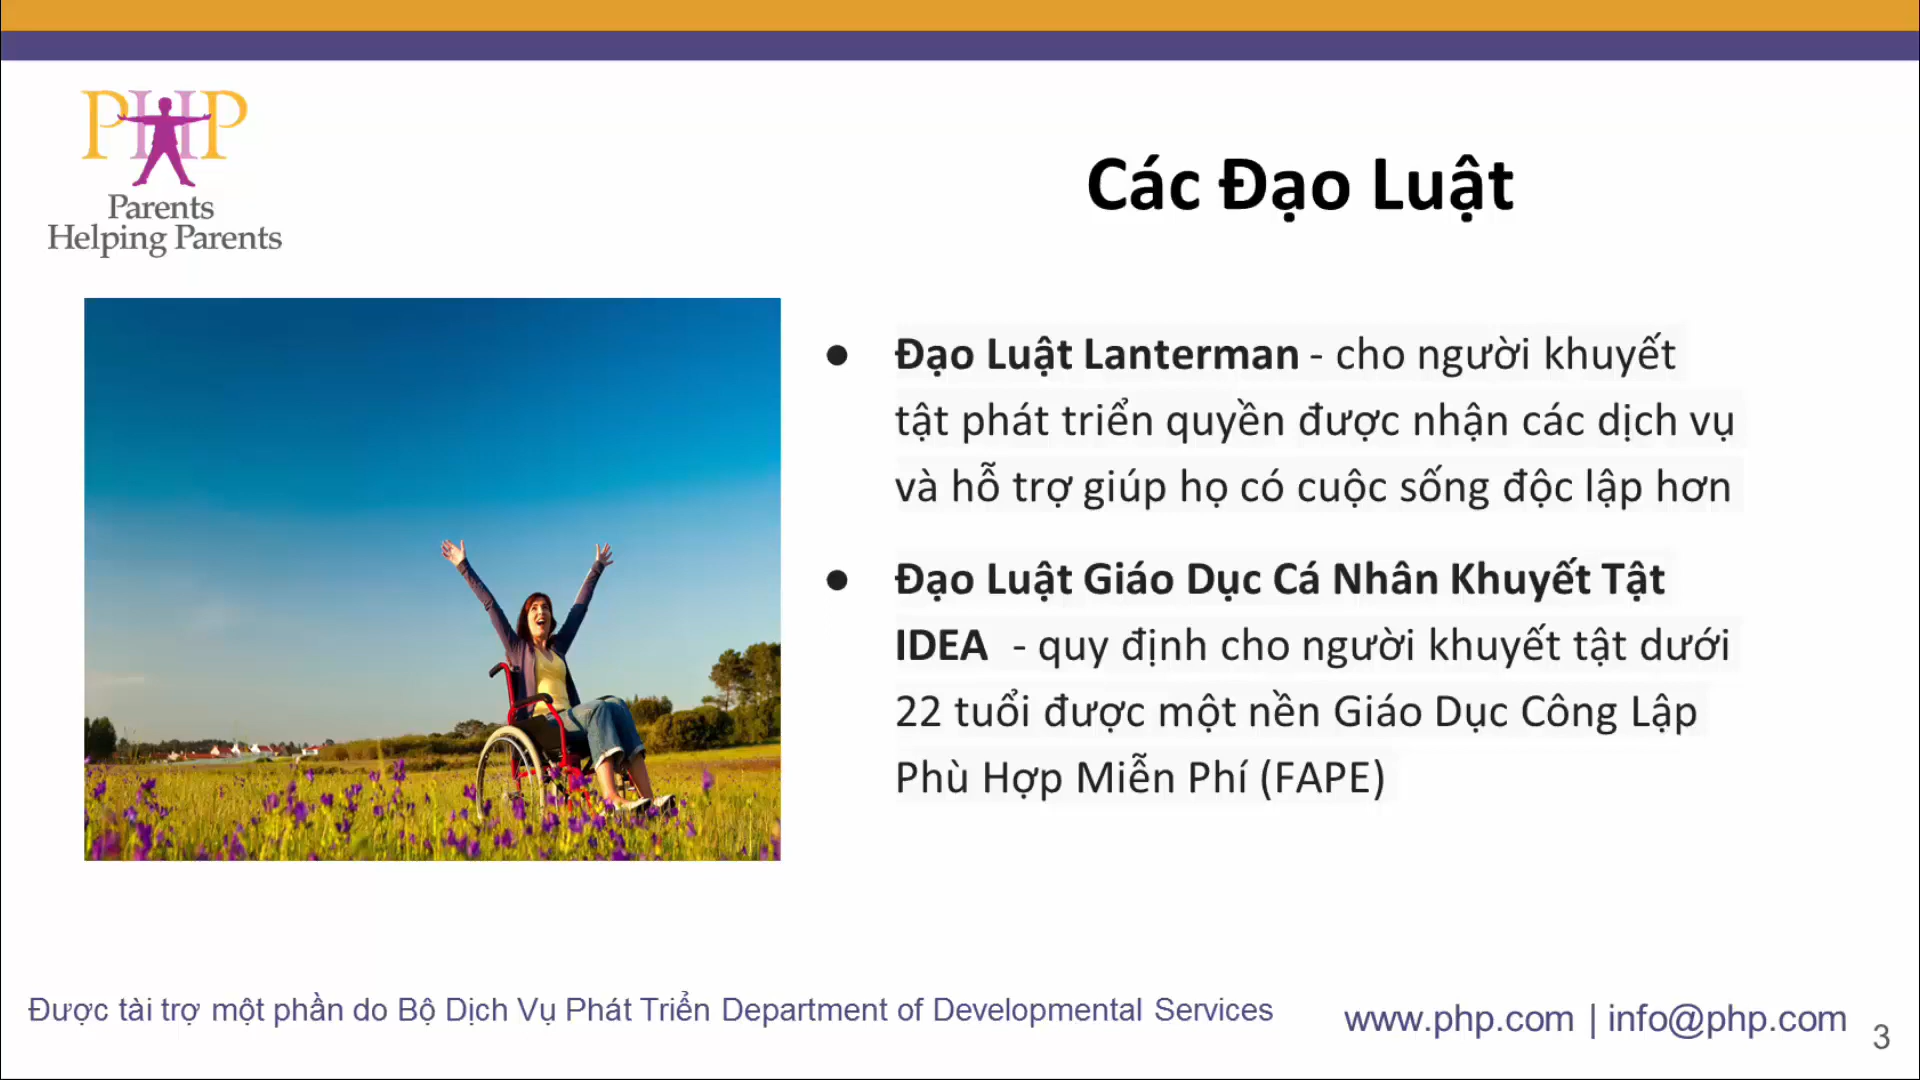 PHP
Parents
Helping Parents
Các Đạo Luật
● Đạo Luật Lanterman - cho người khuyết
tật phát triển quyền được nhận các dịch vụ
và hỗ trợ giúp họ có cuộc sống độc lập hơn
● Đạo Luật Giáo Dục Cá Nhân Khuyết Tật
IDEA - quy định cho người khuyết tật dưới
22 tuổi được một nền Giáo Dục Công Lập
Phù Hợp Miễn Phí (FAPE)
Được tài trợ một phần do Bộ Dịch Vụ Phát Triển Department of Developmental Services
www.php.com | info@php.com
3